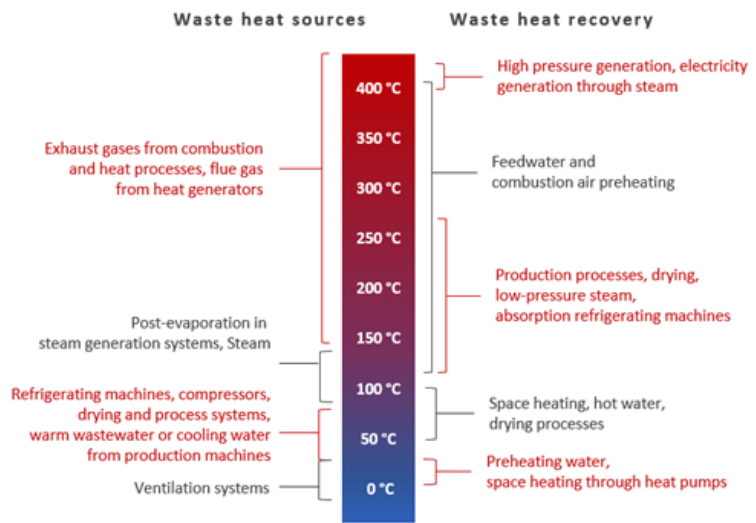 Waste heat sources
Waste heat recovery
400 °C
350 °C
300 °C
250 °C
200 °C
150 °C
100 °C
50 °C
0 °C
Exhaust gases from combustion
and heat processes, flue gas
from heat generators
Post-evaporation in
steam generation systems, Steam
Refrigerating machines, compressors,
drying and process systems,
warm wastewater or cooling water
from production machines
Ventilation systems
High pressure generation, electricity
generation through steam
Feedwater and
combustion air preheating
Production processes, drying,
low-pressure steam,
absorption refrigerating machines
Space heating, hot water,
drying processes
Preheating water,
space heating through heat pumps